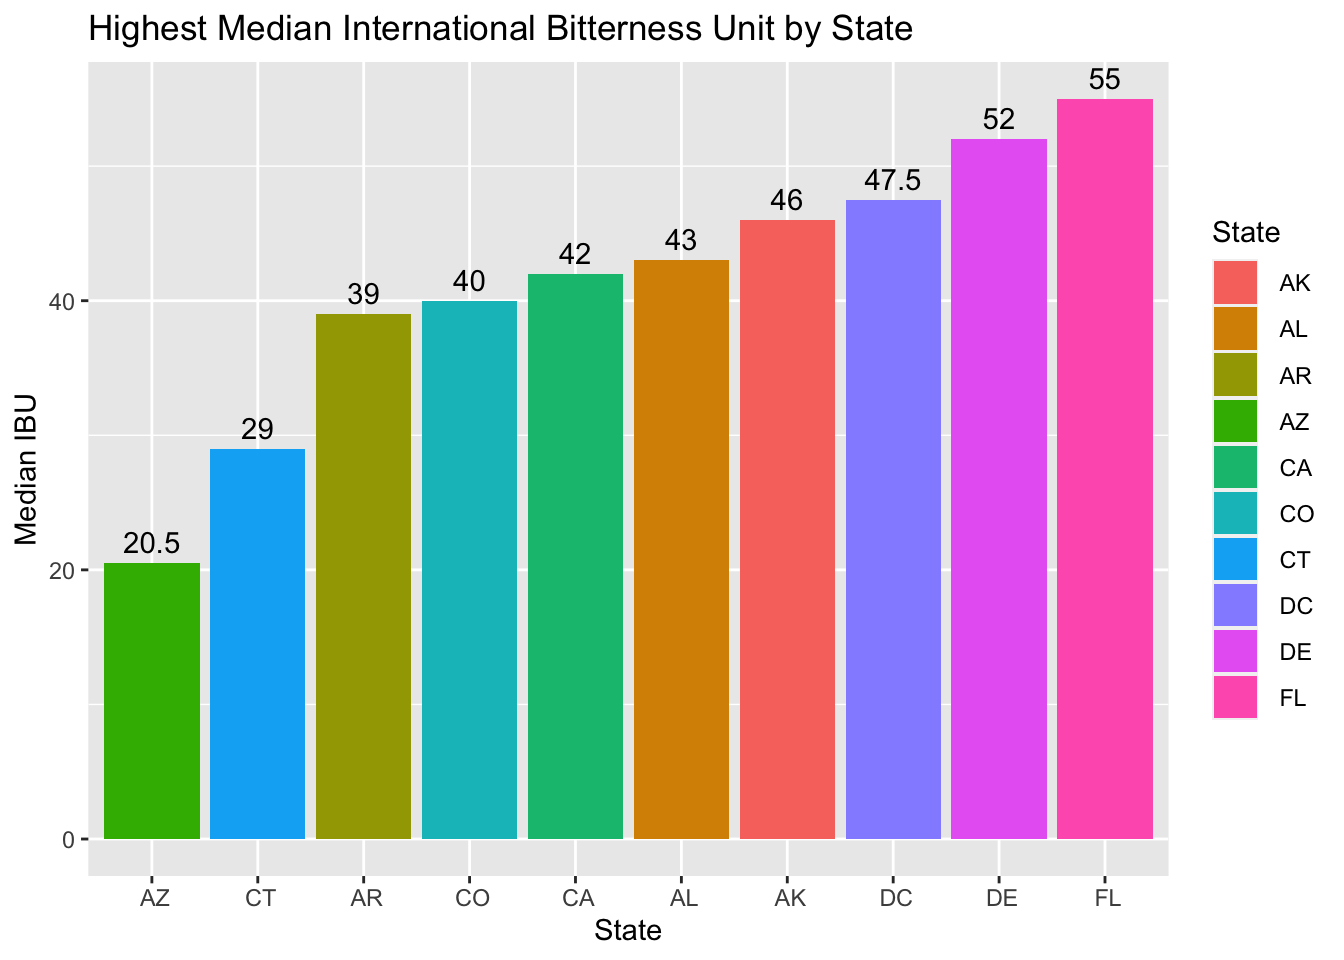 Highest Median International Bitterness Unit by State
Median IBU
40
20
0
20.5
29
39
40
42
43
46
47.5
52
55
AZ CT AR CO CA AL AK DC DE FL
State
State
AK
AL
AR
AZ
CA
CO
CT
DC
DE
FL